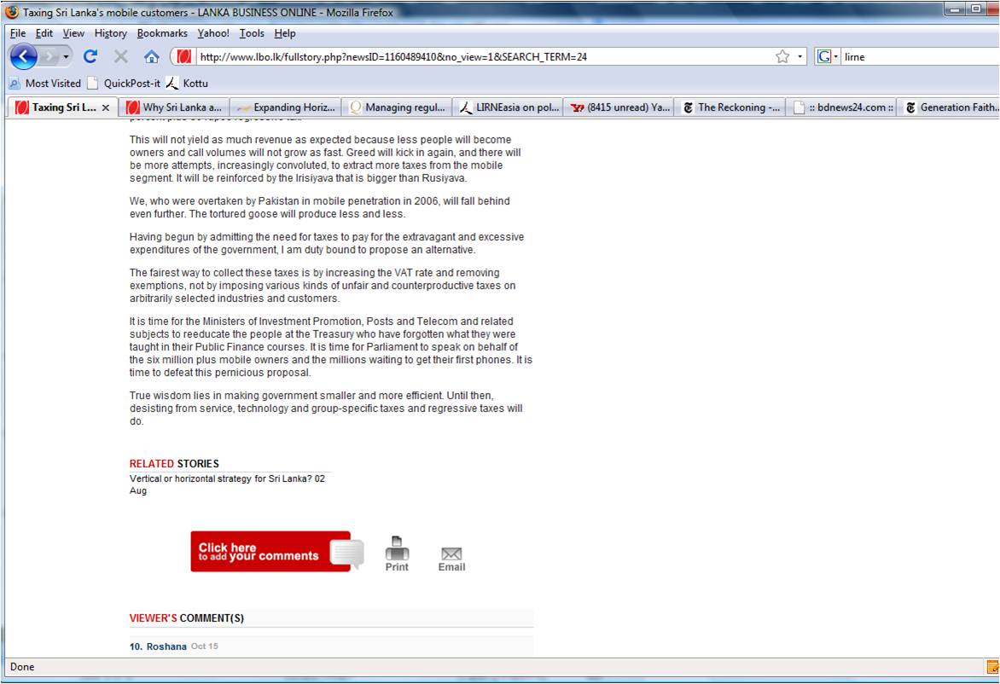 Taxing Sri Lanka's mobile customers - LANKA BUSINESS ONLINE - Mozilla Firefox
File Edit View History Bookmarks Yahoo! Tools Help
http://www.lbo.lk/fullstory.php?newsID=1160489410&no_view=1&SEARCH_TERM=24
G lirne
Most Visited QuickPost-it Kottu
Taxing Sri L... Why Sri Lanka a... Expanding Horiz... Managing regul... LIRNEasia on pol... (8415 unread) Ya... The Reckoning -... :: bdnews24.com :: Generation Faith...
This will not yield as much revenue as expected because less people will become
owners and call volumes will not grow as fast. Greed will kick in again, and there will
be more attempts, increasingly convoluted, to extract more taxes from the mobile
segment. It will be reinforced by the Irisiyava that is bigger than Rusiyava.
We, who were overtaken by Pakistan in mobile penetration in 2006, will fall behind
even further. The tortured goose will produce less and less.
Having begun by admitting the need for taxes to pay for the extravagant and excessive
expenditures of the government, I am duty bound to propose an alternative.
The fairest way to collect these taxes is by increasing the VAT rate and removing
exemptions, not by imposing various kinds of unfair and counterproductive taxes on
arbitrarily selected industries and customers.
It is time for the Ministers of Investment Promotion, Posts and Telecom and related
subjects to reeducate the people at the Treasury who have forgotten what they were
taught in their Public Finance courses. It is time for Parliament to speak on behalf of
the six million plus mobile owners and the millions waiting to get their first phones. It is
time to defeat this pernicious proposal.
True wisdom lies in making government smaller and more efficient. Until then,
desisting from service, technology and group-specific taxes and regressive taxes will
do.
RELATED STORIES
Vertical or horizontal strategy for Sri Lanka? 02
Aug
Click here
to add your comments
Print Email
VIEWER'S COMMENT(S)
10. Roshana Oct 15
Done